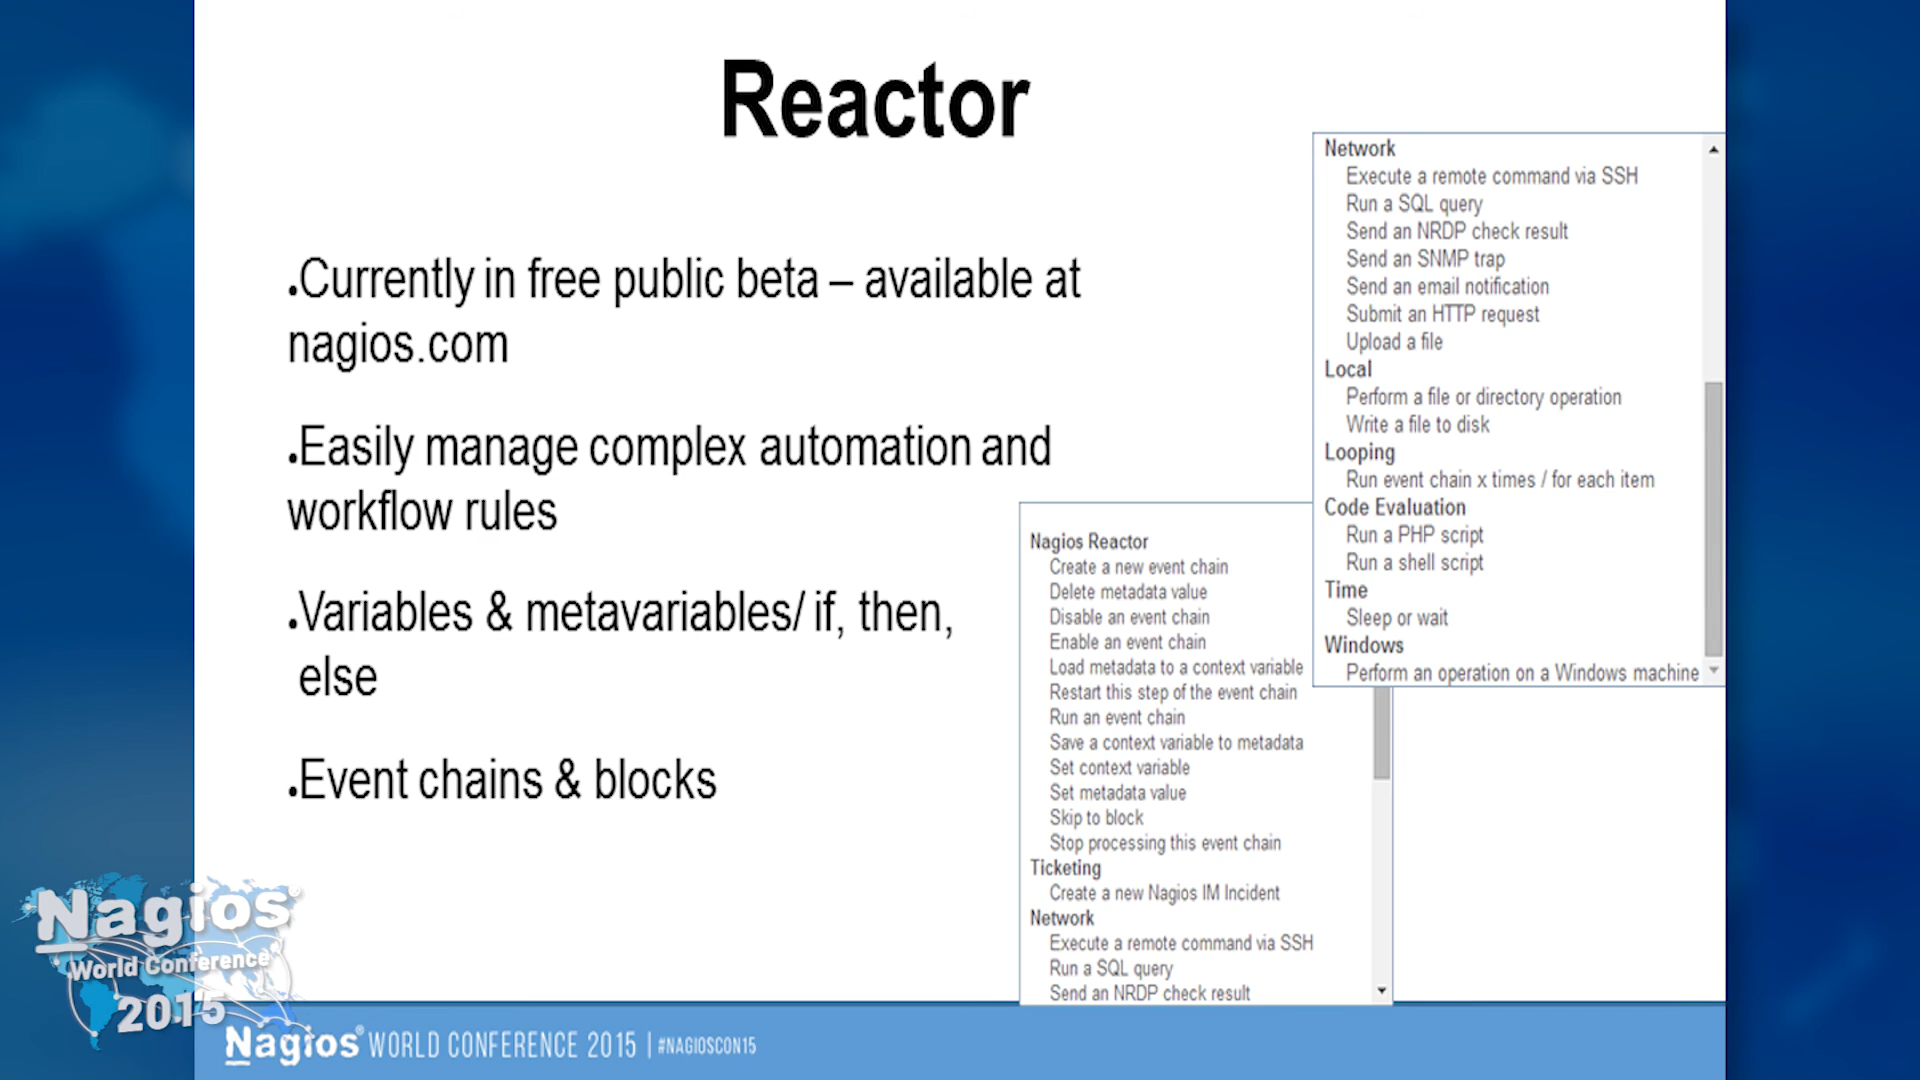 Reactor
.Currently in free public beta – available at
nagios.com
.Easily manage complex automation and
workflow rules
.Variables & metavariables/ if, then,
else
.Event chains & blocks
Network
Execute a remote command via SSH
Run a SQL query
Send an NRDP check result
Send an SNMP trap
Send an email notification
Submit an HTTP request
Upload a file
Local
Perform a file or directory operation
Write a file to disk
Looping
Run event chain x times / for each item
Code Evaluation
Run a PHP script
Run a shell script
Time
Sleep or wait
Windows
Perform an operation on a Windows machine
Nagios Reactor
Create a new event chain
Delete metadata value
Disable an event chain
Enable an event chain
Load metadata to a context variable
Restart this step of the event chain
Run an event chain
Save a context variable to metadata
Set context variable
Set metadata value
Skip to block
Stop processing this event chain
Ticketing
Create a new Nagios IM Incident
Network
Execute a remote command via SSH
Run a SQL query
Send an NRDP check result
Nagios®
World Conference
2015
Nagios® WORLD CONFERENCE 2015 | #NAGIOSCON15